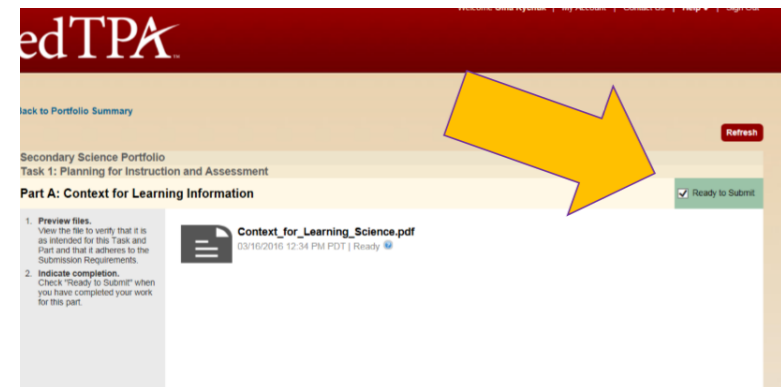 Welcome Gina Kychak | My Account | Contact Us | Help | Sign Out
edTPA
Back to Portfolio Summary
Refresh
Secondary Science Portfolio
Task 1: Planning for Instruction and Assessment
Part A: Context for Learning Information
Ready to Submit
1. Preview files.
View the file to verify that it is
as intended for this Task and
Part and that it adheres to the
Submission Requirements.
2. Indicate completion.
Check "Ready to Submit" when
you have completed your work
for this part.
Context_for_Learning_Science.pdf
03/16/2016 12:34 PM PDT | Ready